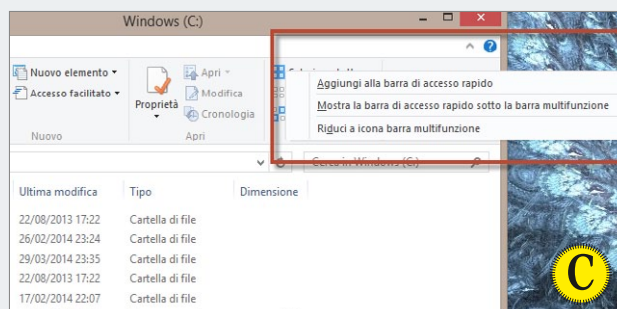 Windows (C:)
Nuovo elemento
Apri
Accesso facilitato
Modifica
Proprietà
Cronologia
Nuovo
Apri
Aggiungi alla barra di accesso rapido
Mostra la barra di accesso rapido sotto la barra multifunzione
Riduci a icona barra multifunzione
Cerca in Windows (C:)
Ultima modifica Tipo Dimensione
22/08/2013 17:22 Cartella di file
26/02/2014 23:24 Cartella di file
29/03/2014 23:35 Cartella di file
22/08/2013 17:22 Cartella di file
17/02/2014 22:07 Cartella di file
C